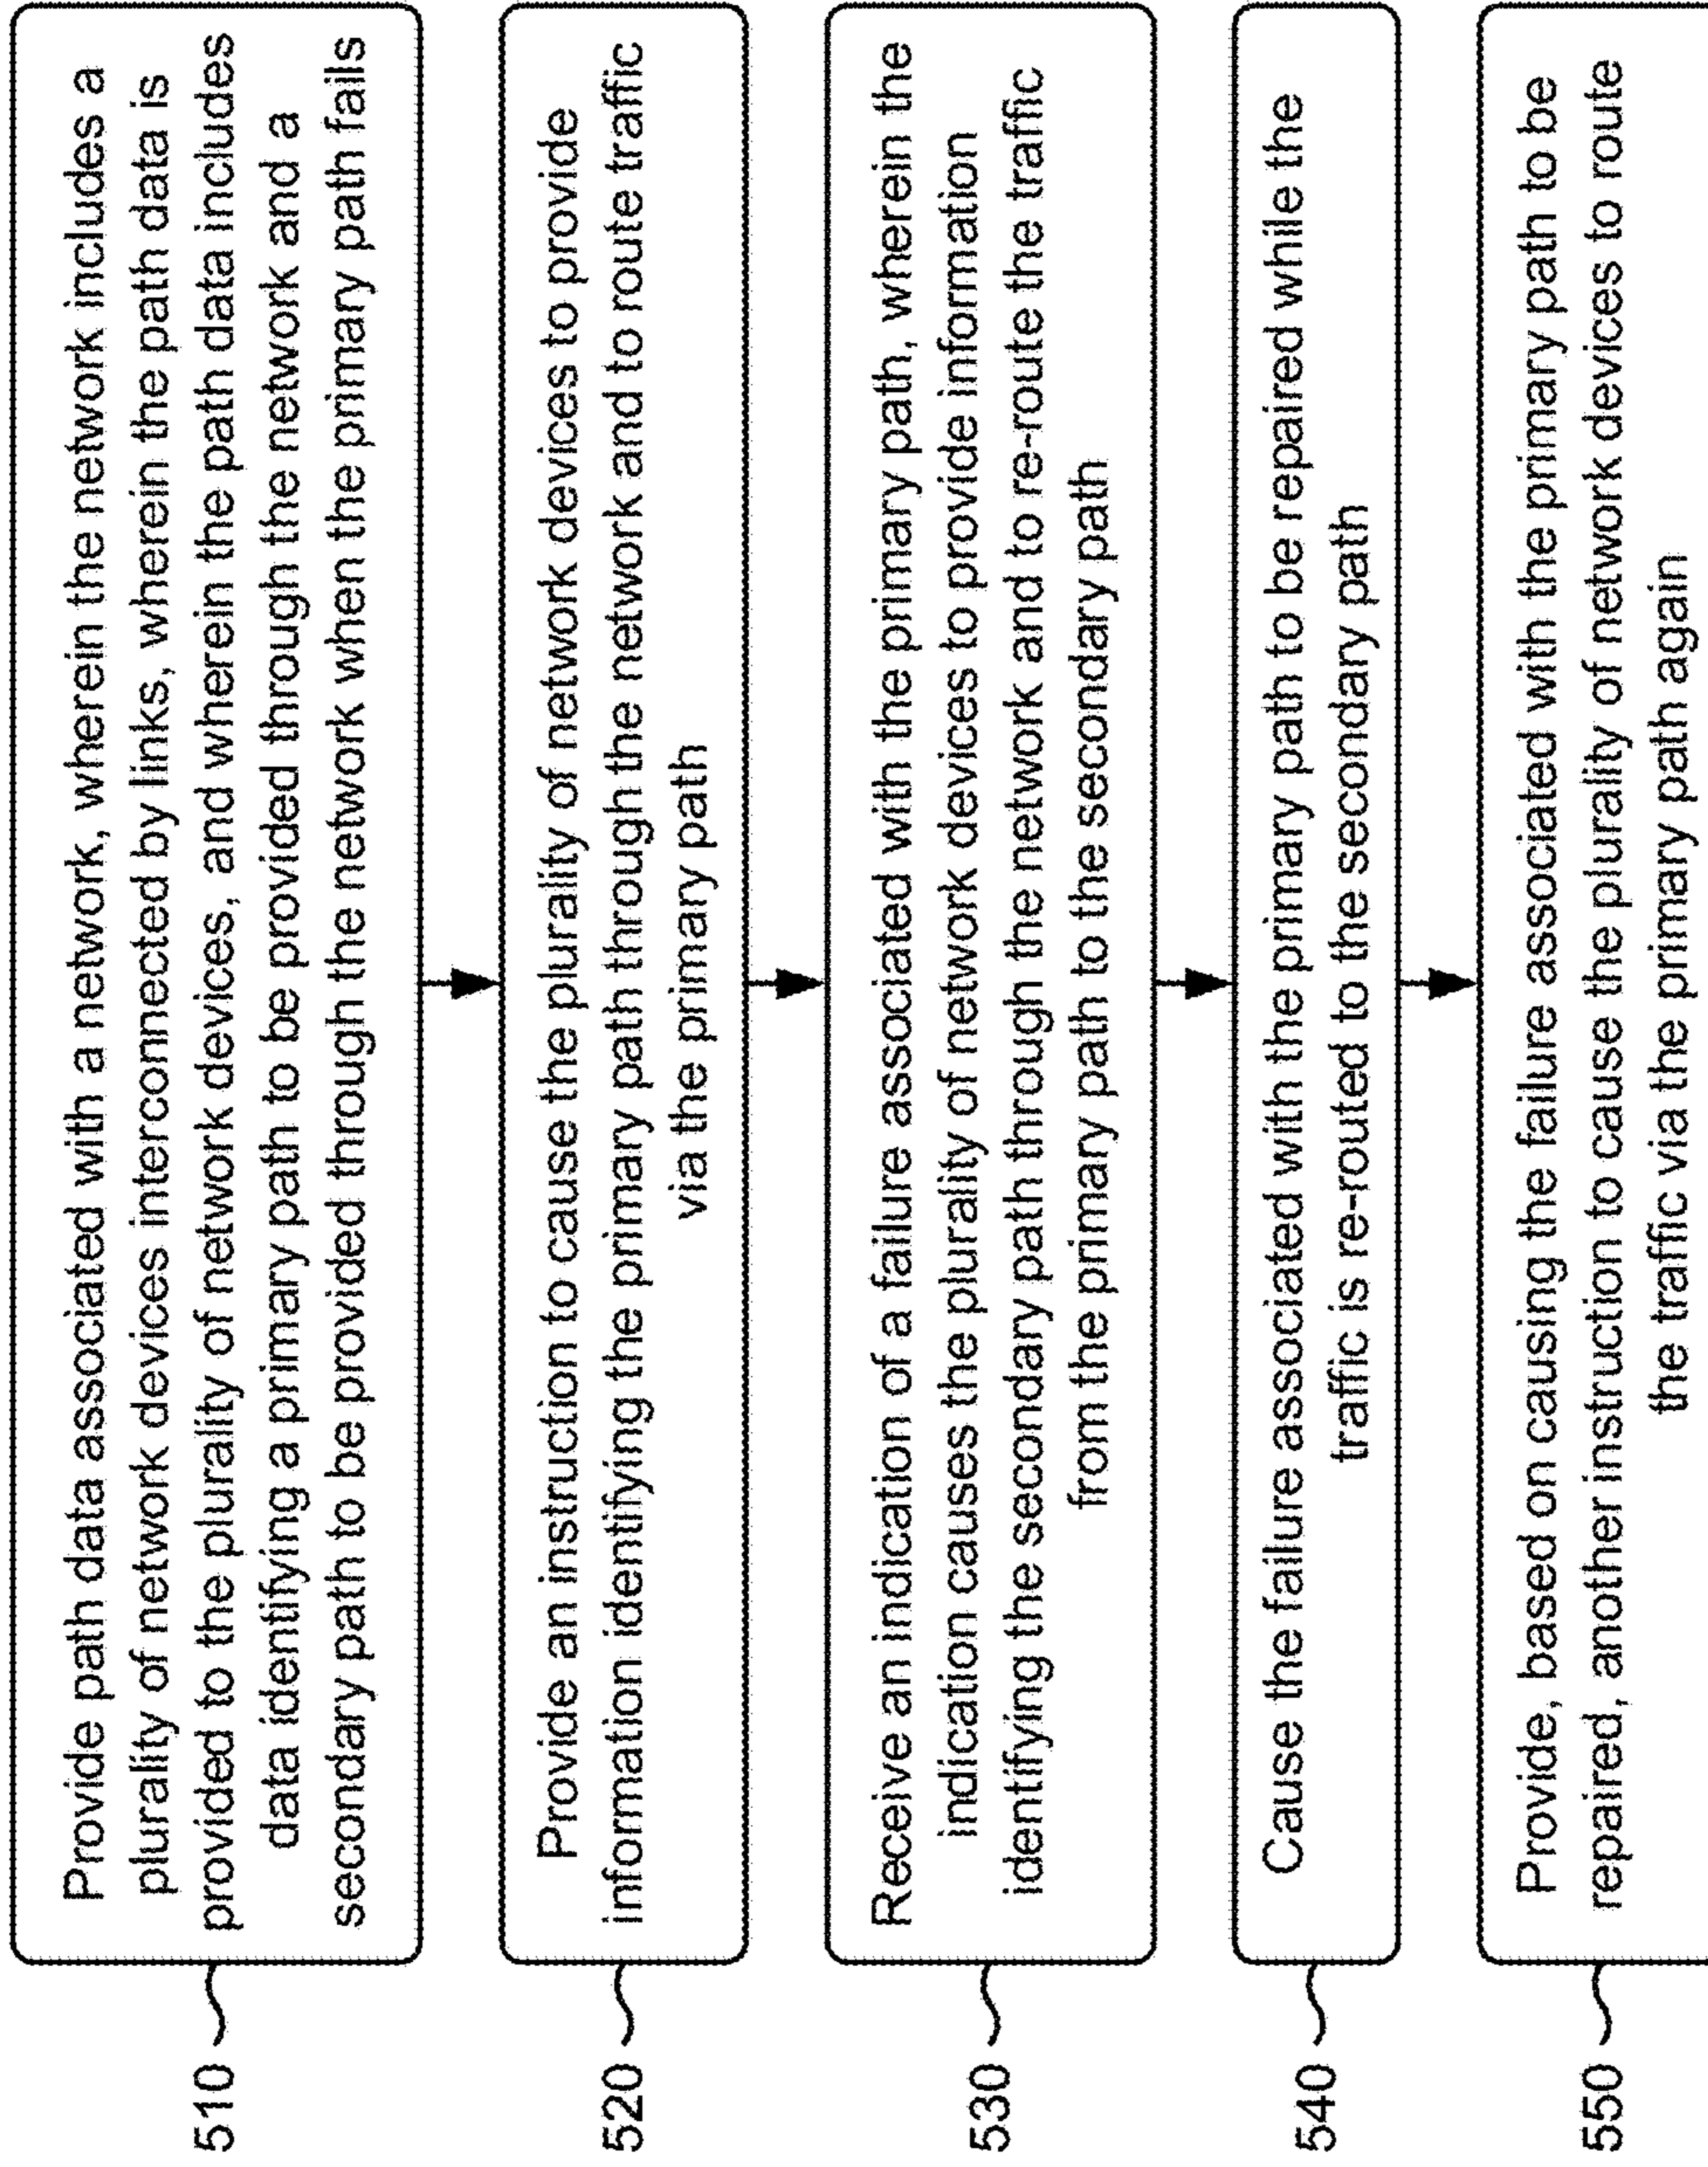 510
Provide path data associated with a network, wherein the network includes a
plurality of network devices interconnected by links, wherein the path data is
provided to the plurality of network devices, and wherein the path data includes
data identifying a primary path to be provided through the network and a
secondary path to be provided through the network when the primary path fails
520
Provide an instruction to cause the plurality of network devices to provide
information identifying the primary path through the network and to route traffic
via the primary path
530
Receive an indication of a failure associated with the primary path, wherein the
indication causes the plurality of network devices to provide information
identifying the secondary path through the network and to re-route the traffic
from the primary path to the secondary path
540
Cause the failure associated with the primary path to be repaired while the
traffic is re-routed to the secondary path
550
Provide, based on causing the failure associated with the primary path to be
repaired, another instruction to cause the plurality of network devices to route
the traffic via the primary path again